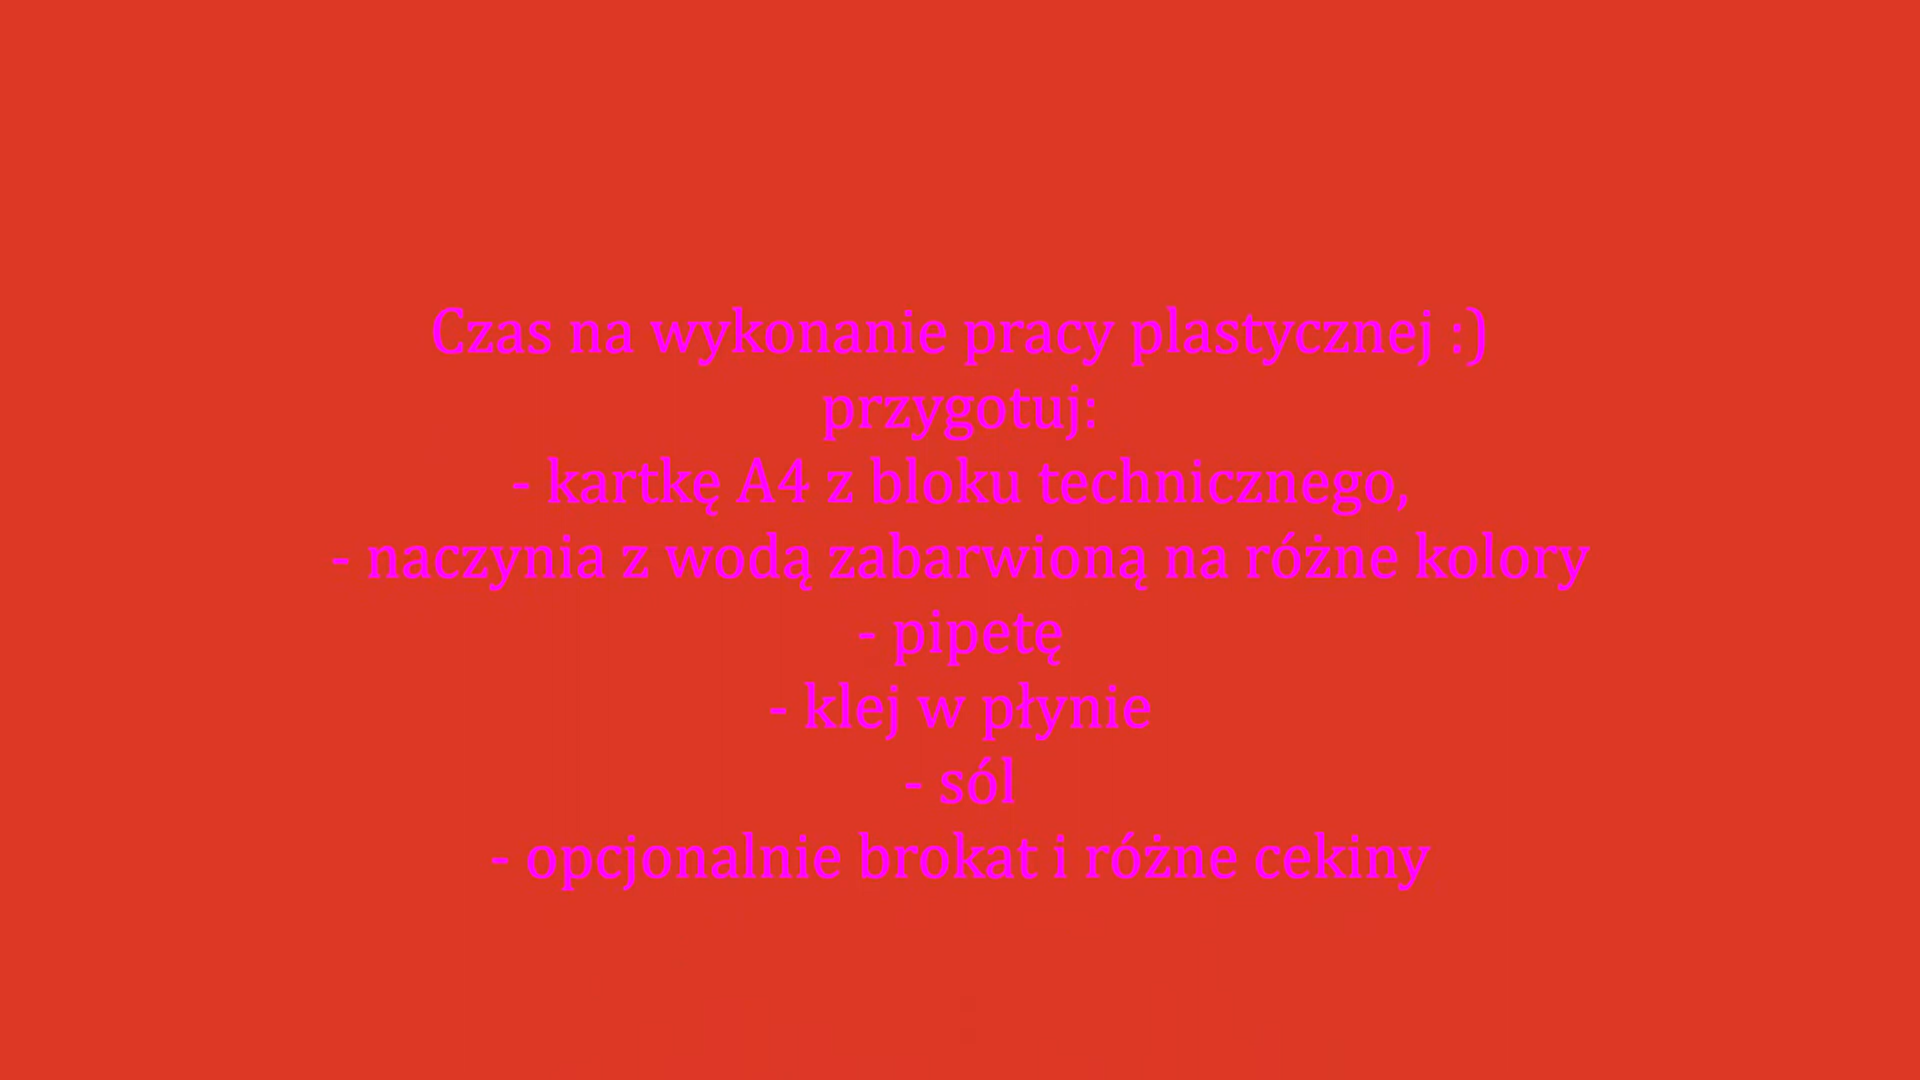 Czas na wykonanie pracy plastycznej :)
przygotuj:
- kartkę A4 z bloku technicznego,
- naczynia z wodą zabarwioną na różne kolory
- pipetę
- klej w płynie
- sól
- opcjonalnie brokat i różne cekiny